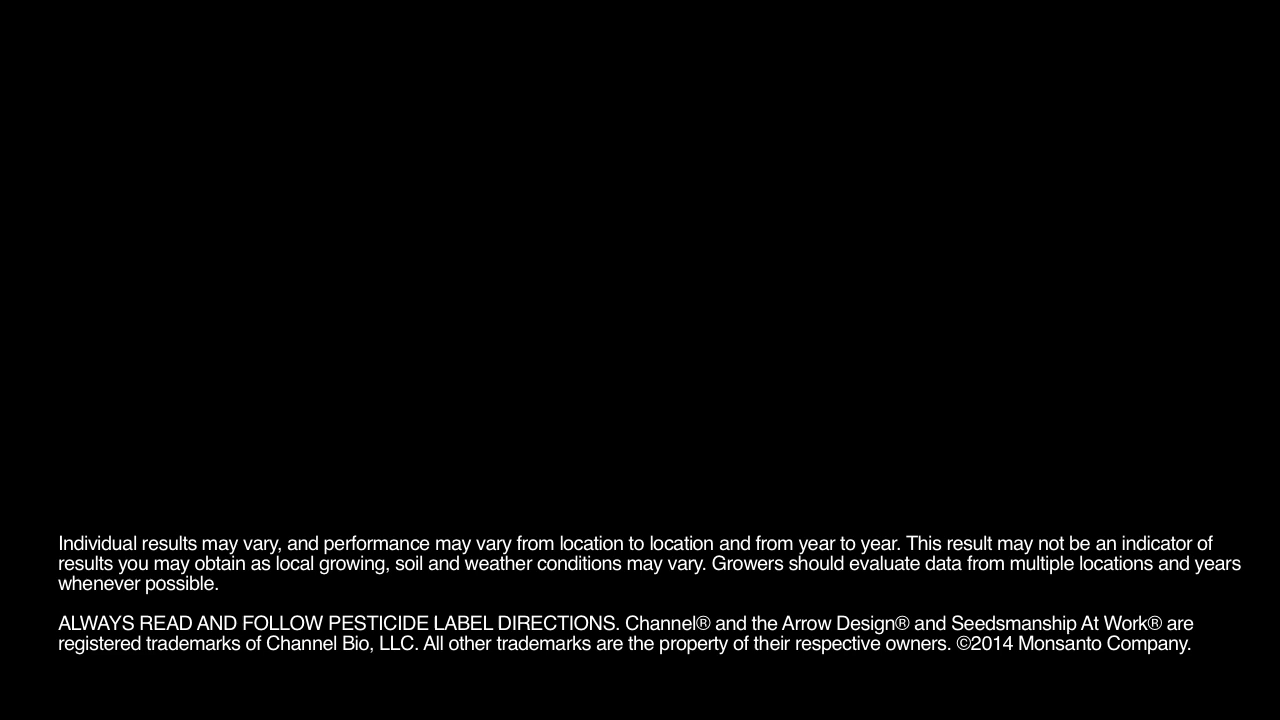 Individual results may vary, and performance may vary from location to location and from year to year. This result may not be an indicator of
results you may obtain as local growing, soil and weather conditions may vary. Growers should evaluate data from multiple locations and years
whenever possible.
ALWAYS READ AND FOLLOW PESTICIDE LABEL DIRECTIONS. Channel® and the Arrow Design® and Seedsmanship At Work® are
registered trademarks of Channel Bio, LLC. All other trademarks are the property of their respective owners. ©2014 Monsanto Company.